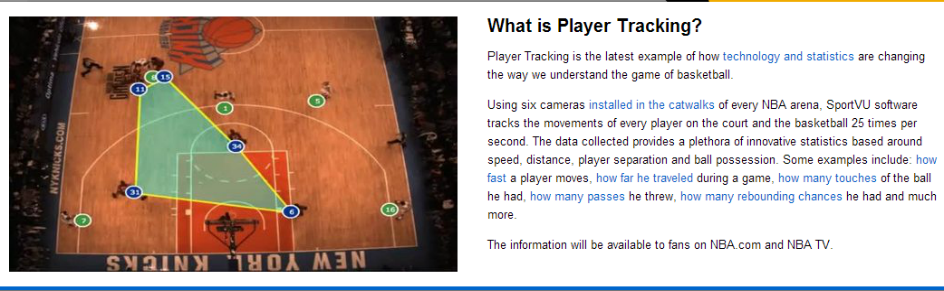 What is Player Tracking?
Player Tracking is the latest example of how technology and statistics are changing
the way we understand the game of basketball.
Using six cameras installed in the catwalks of every NBA arena, SportVU software
tracks the movements of every player on the court and the basketball 25 times per
second. The data collected provides a plethora of innovative statistics based around
speed, distance, player separation and ball possession. Some examples include: how
fast a player moves, how far he traveled during a game, how many touches of the ball
he had, how many passes he threw, how many rebounding chances he had and much
more.
The information will be available to fans on NBA.com and NBA TV.
15
11
1
5
34
31
6
7
16
NYKNICKS.COM
NEW YORK KNICKS